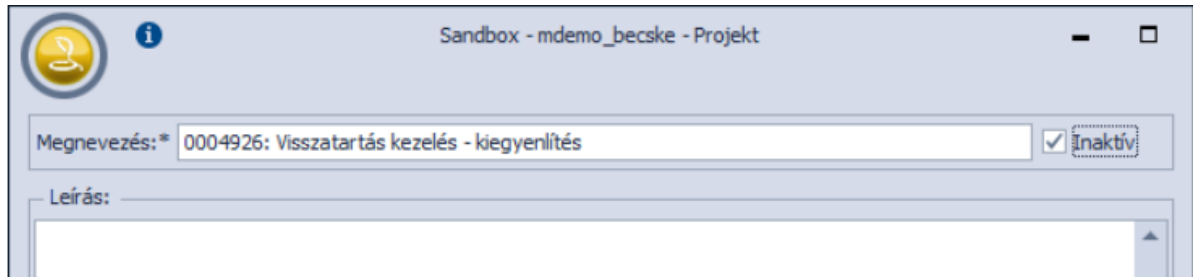 Sandbox - mdemo_becske - Projekt
Megnevezés:* 0004926: Visszatartás kezelés - kiegyenlítés Inaktív
Leírás: